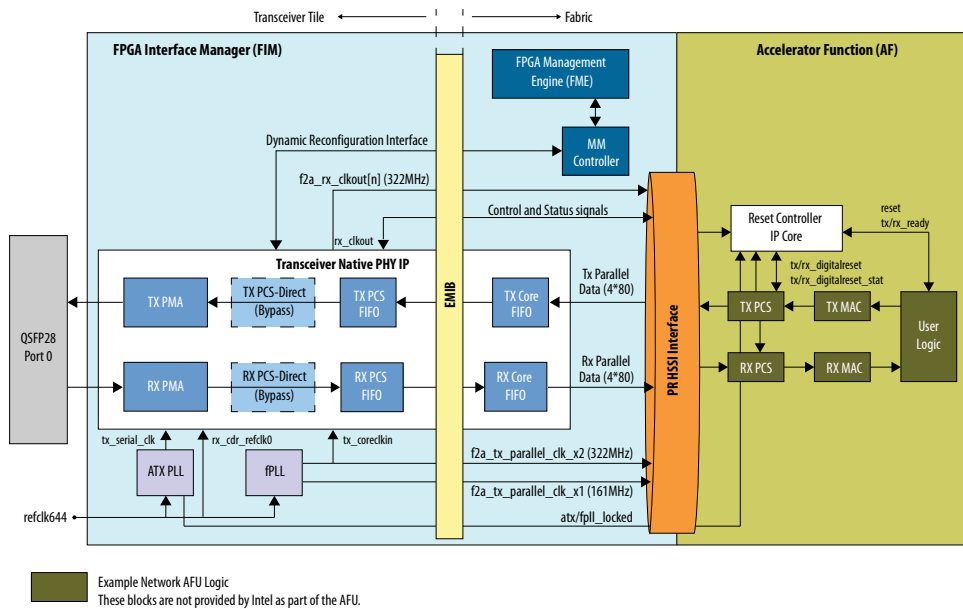 Transceiver Tile
Fabric
FPGA Interface Manager (FIM)
Accelerator Function (AF)
FPGA Management
Engine (FME)
Dynamic Reconfiguration Interface
MM
Controller
f2a_rx_clkout[n] (322MHz)
Control and Status signals
rx_clkout
Reset Controller
IP Core
reset
tx/rx_ready
Transceiver Native PHY IP
EMIB
PR HSSI Interface
tx/rx_digitalreset
tx/rx_digitalreset_stat
QSFP28
Port 0
TX PMA
TX PCS-Direct
(Bypass)
TX PCS
FIFO
TX Core
FIFO
Tx Parallel
Data (4*80)
TX PCS
TX MAC
User
Logic
RX PMA
RX PCS-Direct
(Bypass)
RX PCS
FIFO
RX Core
FIFO
Rx Parallel
Data (4*80)
RX PCS
RX MAC
tx_serial_clk
rx_cdr_refclk0
tx_coreclkin
ATX PLL
fPLL
f2a_tx_parallel_clk_x2 (322MHz)
f2a_tx_parallel_clk_x1 (161MHz)
refclk644
atx/fpll_locked
Example Network AFU Logic
These blocks are not provided by Intel as part of the AFU.